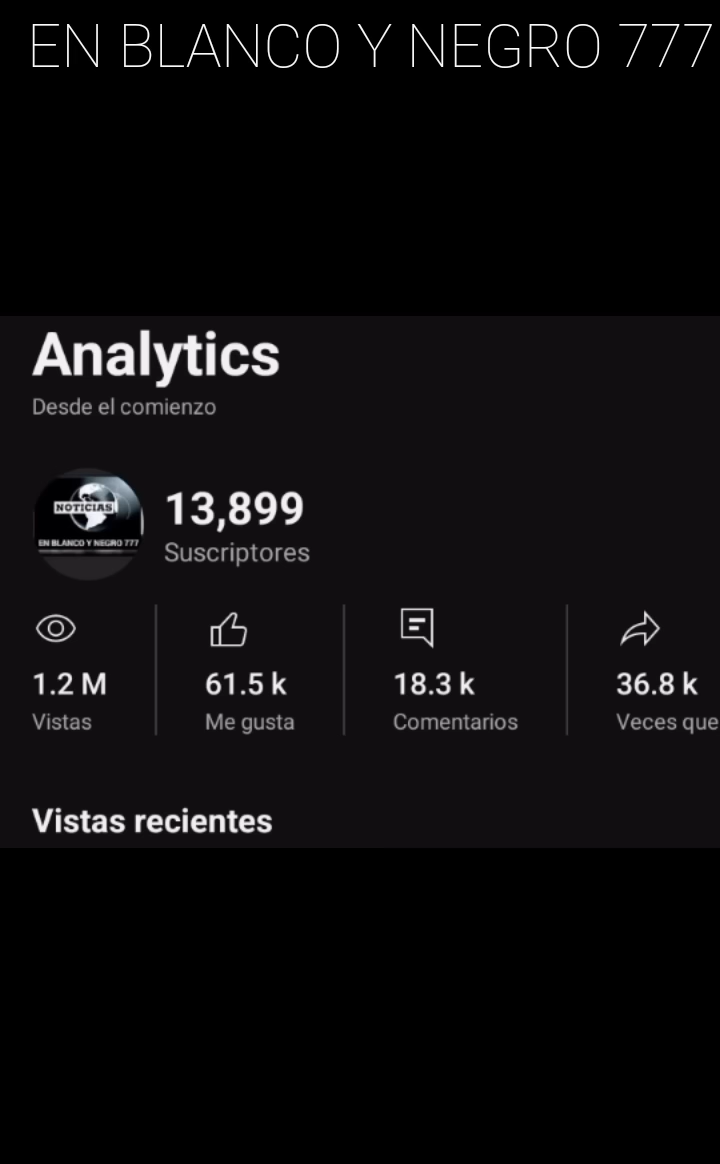 EN BLANCO Y NEGRO 777
Analytics
Desde el comienzo
NOTICIAS
EN BLANCO Y NEGRO 777
13,899
Suscriptores
1.2 M
61.5 k
18.3 k
36.8 k
Vistas
Me gusta
Comentarios
Veces que
Vistas recientes